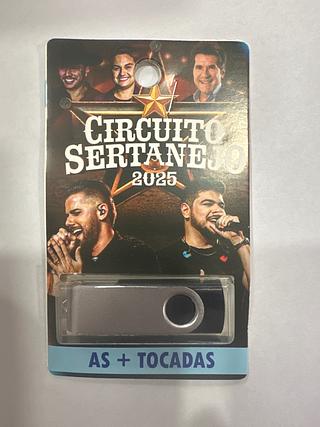 CIRCUITO
SERTANEJO
2025
AS + TOCADAS